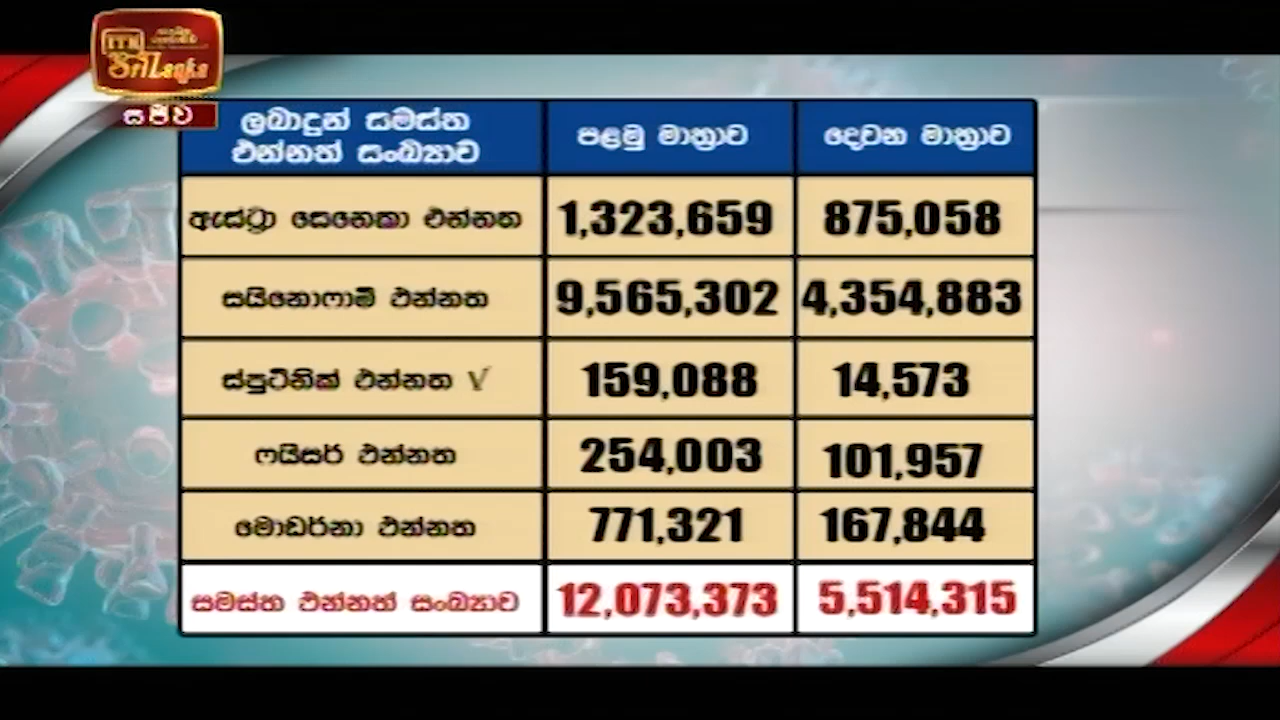 ITN
SriLanka
සජීව
ලබාදුන් සමස්ත
එන්නත් සංඛ්‍යාව
පළමු මාත්‍රාව
දෙවන මාත්‍රාව
ඇස්ට්‍රා සෙනෙකා එන්නත
1,323,659
875,058
සයිනොෆාම් එන්නත
9,565,302
4,354,883
ස්පුට්නික් එන්නත V
159,088
14,573
ෆයිසර් එන්නත
254,003
101,957
මොඩර්නා එන්නත
771,321
167,844
සමස්ත එන්නත් සංඛ්‍යාව
12,073,373
5,514,315